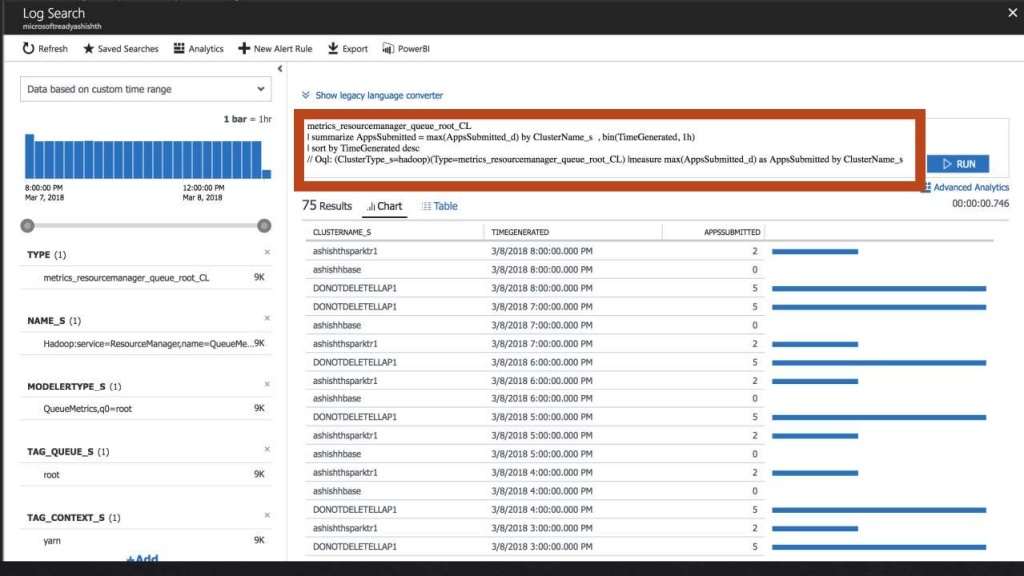 Log Search
microsoftreadyashishth
Refresh Saved Searches Analytics New Alert Rule Export PowerBI
Data based on custom time range
1 bar = 1hr
8:00:00 PM 12:00:00 PM
Mar 7, 2018 Mar 8, 2018
TYPE (1)
metrics_resourcemanager_queue_root_CL 9K
NAME_S (1)
Hadoop:service=ResourceManager,name=QueueMe... 9K
MODELERTYPE_S (1)
QueueMetrics,q0=root 9K
TAG_QUEUE_S (1)
root 9K
TAG_CONTEXT_S (1)
yarn 9K
+Add
Show legacy language converter
metrics_resourcemanager_queue_root_CL
| summarize AppsSubmitted = max(AppsSubmitted_d) by ClusterName_s , bin(TimeGenerated, 1h)
| sort by TimeGenerated desc
// Oql: (ClusterType_s=hadoop)(Type=metrics_resourcemanager_queue_root_CL) |measure max(AppsSubmitted_d) as AppsSubmitted by ClusterName_s
RUN
Advanced Analytics
75 Results Chart Table 00:00:00.746
CLUSTERNAME_S TIMEGENERATED APPSSUBMITTED
ashishthsparktr1 3/8/2018 8:00:00.000 PM 2
ashishhbase 3/8/2018 8:00:00.000 PM 0
DONOTDELETELLAP1 3/8/2018 8:00:00.000 PM 5
DONOTDELETELLAP1 3/8/2018 7:00:00.000 PM 5
ashishhbase 3/8/2018 7:00:00.000 PM 0
ashishthsparktr1 3/8/2018 7:00:00.000 PM 2
DONOTDELETELLAP1 3/8/2018 6:00:00.000 PM 5
ashishthsparktr1 3/8/2018 6:00:00.000 PM 2
ashishhbase 3/8/2018 6:00:00.000 PM 0
DONOTDELETELLAP1 3/8/2018 5:00:00.000 PM 5
ashishthsparktr1 3/8/2018 5:00:00.000 PM 2
ashishhbase 3/8/2018 5:00:00.000 PM 0
ashishthsparktr1 3/8/2018 4:00:00.000 PM 2
ashishhbase 3/8/2018 4:00:00.000 PM 0
DONOTDELETELLAP1 3/8/2018 4:00:00.000 PM 5
ashishthsparktr1 3/8/2018 3:00:00.000 PM 2
DONOTDELETELLAP1 3/8/2018 3:00:00.000 PM 5